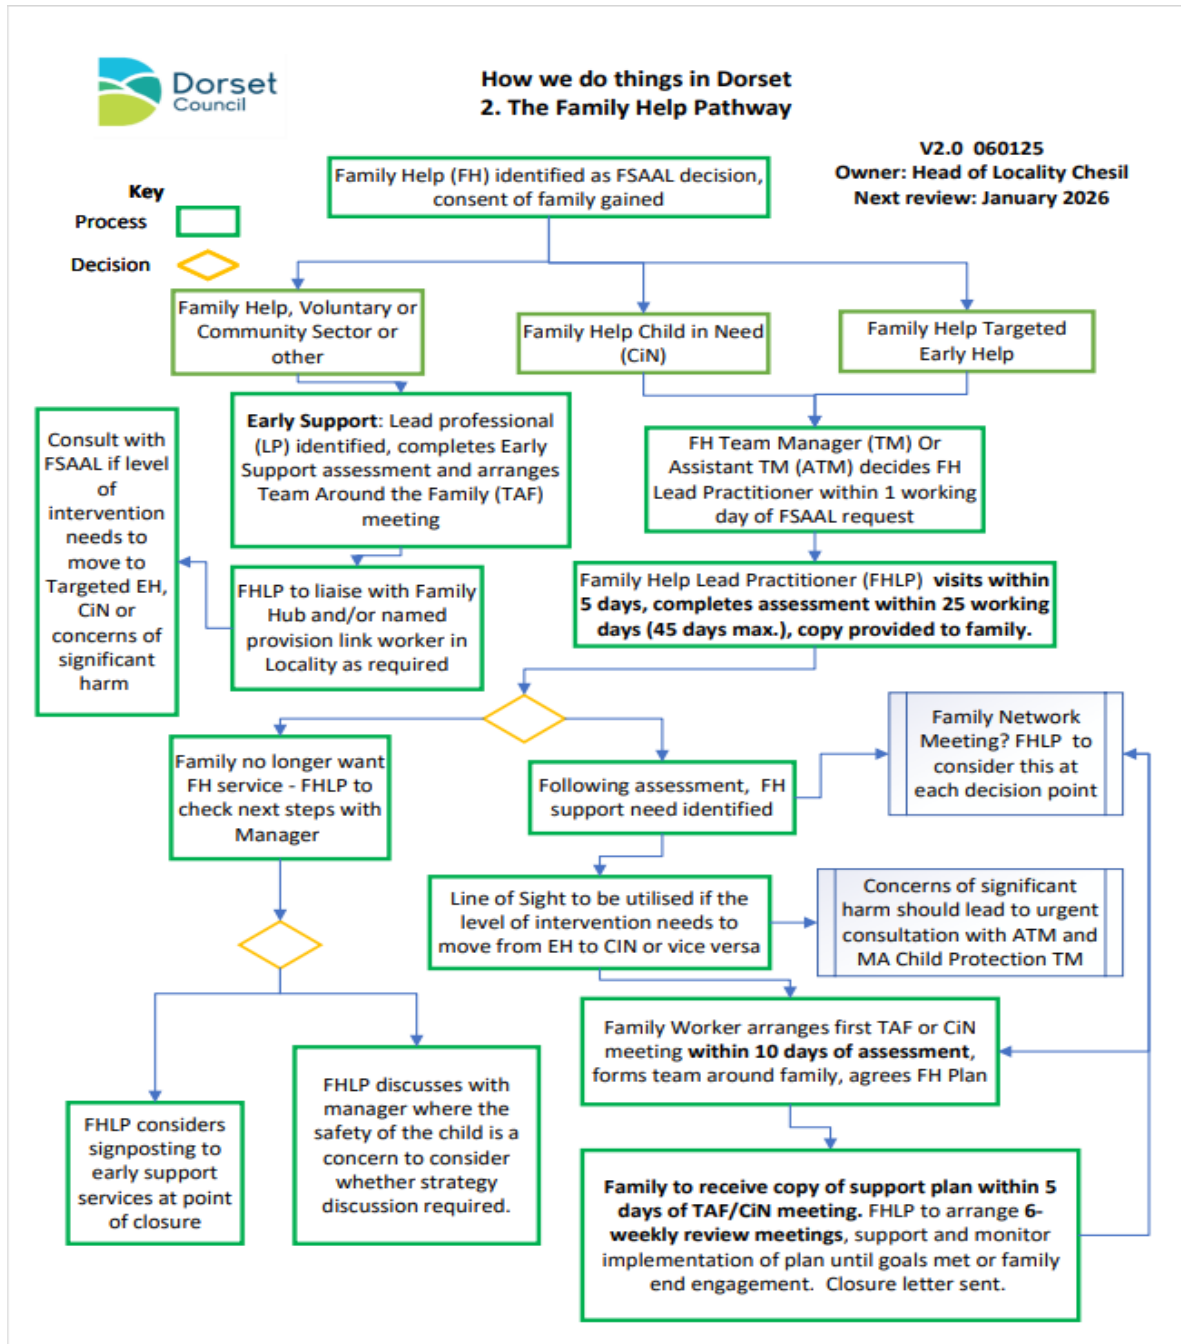 Dorset
Council
How we do things in Dorset
2. The Family Help Pathway
V2.0  060125
Owner: Head of Locality Chesil
Next review: January 2026
Key
Process
Decision
Family Help (FH) identified as FSAAL decision,
consent of family gained
Family Help, Voluntary or
Community Sector or
other
Family Help Child in Need
(CiN)
Family Help Targeted
Early Help
Consult with
FSAAL if level
of
intervention
needs to
move to
Targeted EH,
CiN or
concerns of
significant
harm
Early Support: Lead professional
(LP) identified, completes Early
Support assessment and arranges
Team Around the Family (TAF)
meeting
FH Team Manager (TM) Or
Assistant TM (ATM) decides FH
Lead Practitioner within 1 working
day of FSAAL request
FHLP to liaise with Family
Hub and/or named
provision link worker in
Locality as required
Family Help Lead Practitioner (FHLP) visits within
5 days, completes assessment within 25 working
days (45 days max.), copy provided to family.
Family no longer want
FH service - FHLP to
check next steps with
Manager
Following assessment,  FH
support need identified
Family Network
Meeting? FHLP  to
consider this at
each decision point
Line of Sight to be utilised if the
level of intervention needs to
move from EH to CIN or vice versa
Concerns of significant
harm should lead to urgent
consultation with ATM and
MA Child Protection TM
Family Worker arranges first TAF or CiN
meeting within 10 days of assessment,
forms team around family, agrees FH Plan
FHLP considers
signposting to
early support
services at point
of closure
FHLP discusses with
manager where the
safety of the child is a
concern to consider
whether strategy
discussion required.
Family to receive copy of support plan within 5
days of TAF/CiN meeting. FHLP to arrange 6-
weekly review meetings, support and monitor
implementation of plan until goals met or family
end engagement.  Closure letter sent.